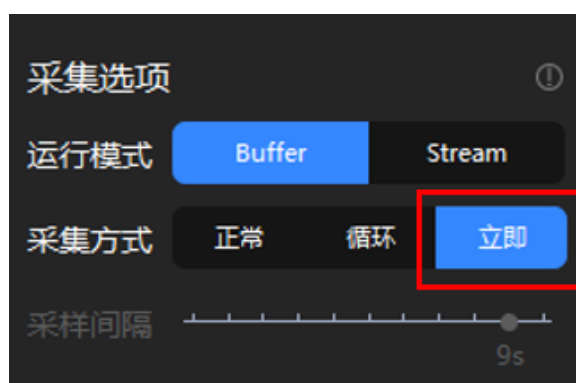 采集选项
运行模式 Buffer Stream
采集方式 正常 循环 立即
采样间隔
9s